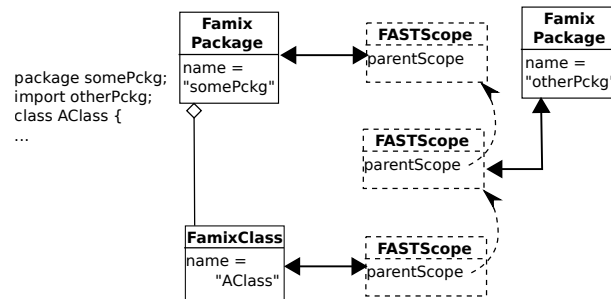 package somePckg;
import otherPckg;
class AClass {
...
Famix
Package
name =
"somePckg"
FASTScope
parentScope
Famix
Package
name =
"otherPckg"
FASTScope
parentScope
FamixClass
name =
"AClass"
FASTScope
parentScope